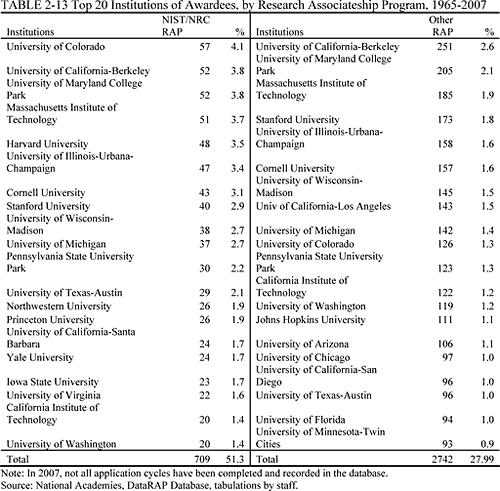 TABLE 2-13 Top 20 Institutions of Awardees, by Research Associateship Program, 1965-2007
NIST/NRC Other
Institutions RAP % Institutions RAP %
University of Colorado 57 4.1 University of California-Berkeley 251 2.6
University of Maryland College
University of California-Berkeley 52 3.8 Park 205 2.1
University of Maryland College Massachusetts Institute of
Park 52 3.8 Technology 185 1.9
Massachusetts Institute of
Technology 51 3.7 Stanford University 173 1.8
University of Illinois-Urbana-
Harvard University 48 3.5 Champaign 158 1.6
University of Illinois-Urbana-
Champaign 47 3.4 Cornell University 157 1.6
University of Wisconsin-
Cornell University 43 3.1 Madison 145 1.5
Stanford University 40 2.9 Univ of California-Los Angeles 143 1.5
University of Wisconsin-
Madison 38 2.7 University of Michigan 142 1.4
University of Michigan 37 2.7 University of Colorado 126 1.3
Pennsylvania State University Pennsylvania State University
Park 30 2.2 Park 123 1.3
California Institute of
University of Texas-Austin 29 2.1 Technology 122 1.2
Northwestern University 26 1.9 University of Washington 119 1.2
Princeton University 26 1.9 Johns Hopkins University 111 1.1
University of California-Santa
Barbara 24 1.7 University of Arizona 106 1.1
Yale University 24 1.7 University of Chicago 97 1.0
University of California-San
Iowa State University 23 1.7 Diego 96 1.0
University of Virginia 22 1.6 University of Texas-Austin 96 1.0
California Institute of
Technology 20 1.4 University of Florida 94 1.0
University of Minnesota-Twin
University of Washington 20 1.4 Cities 93 0.9
Total 709 51.3 Total 2742 27.99
Note: In 2007, not all application cycles have been completed and recorded in the database.
Source: National Academies, DataRAP Database, tabulations by staff.